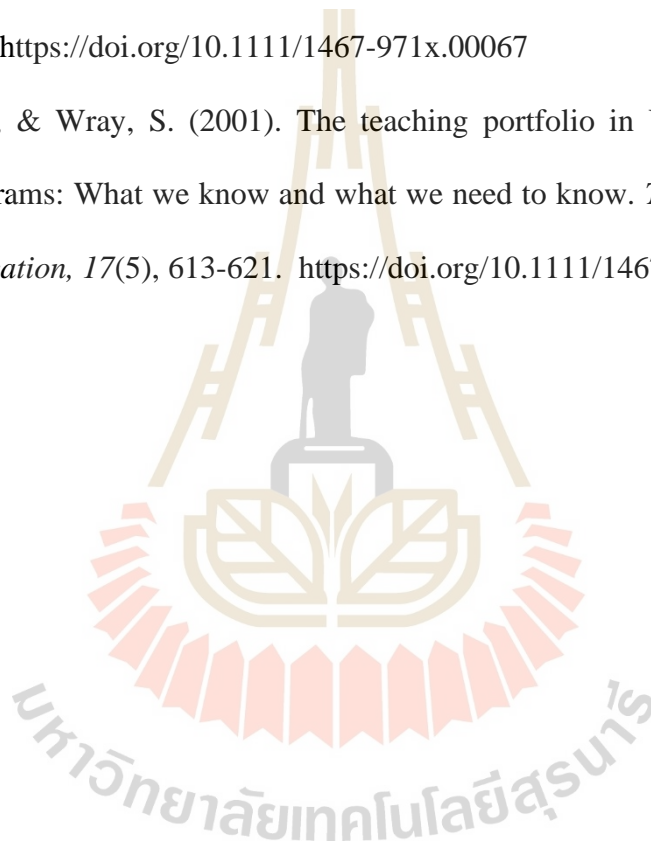 https://doi.org/10.1111/1467-971x.00067
, & Wray, S. (2001). The teaching portfolio in
rams: What we know and what we need to know.
ation, 17(5), 613-621. https://doi.org/10.1111/146
มหาวิทยาลัยเทคโนโลยีสุรนารี